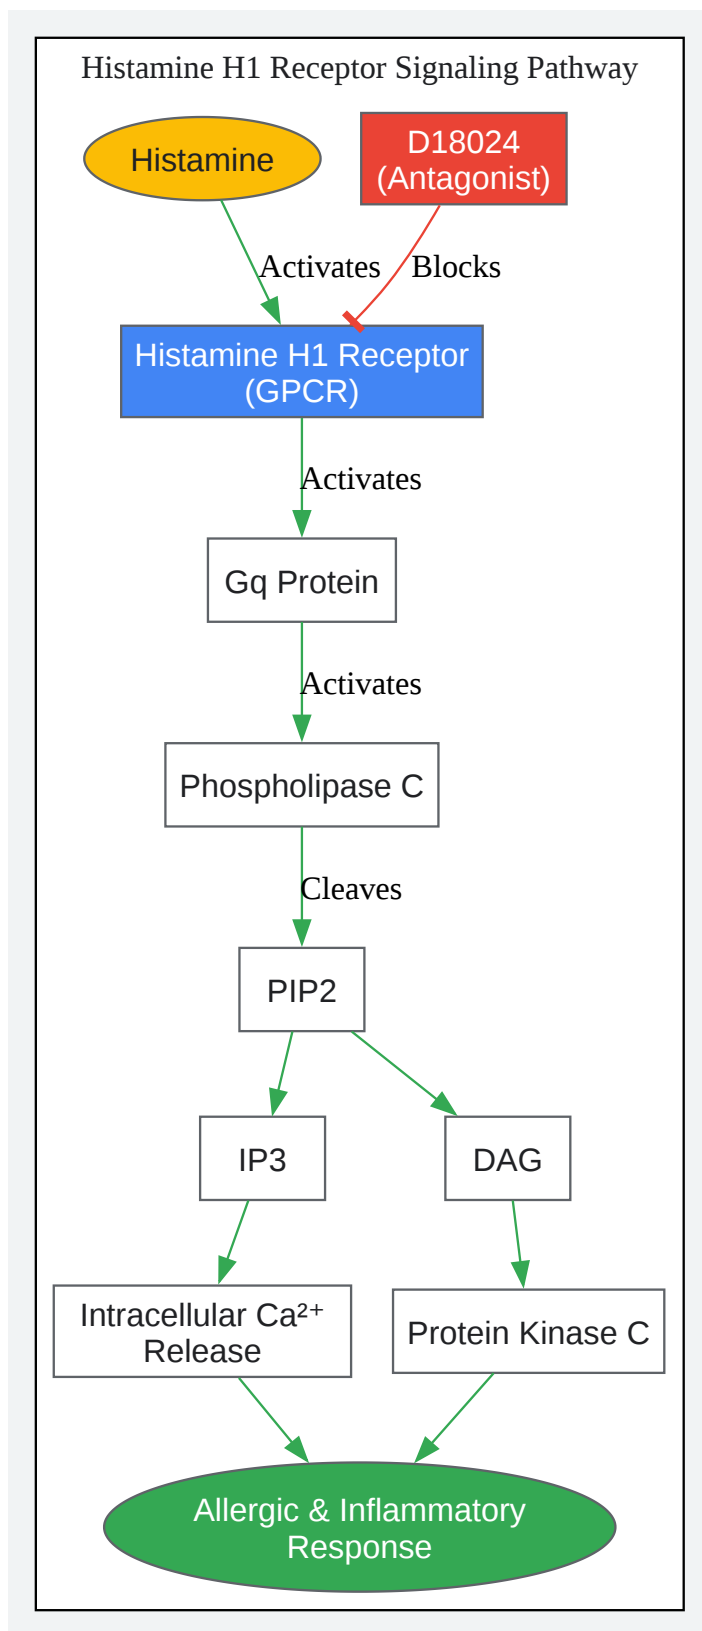 Histamine H1 Receptor Signaling Pathway
Histamine
D18024
(Antagonist)
Activates
Blocks
Histamine H1 Receptor
(GPCR)
Activates
Gq Protein
Activates
Phospholipase C
Cleaves
PIP2
IP3
DAG
Intracellular Ca²⁺
Release
Protein Kinase C
Allergic & Inflammatory
Response